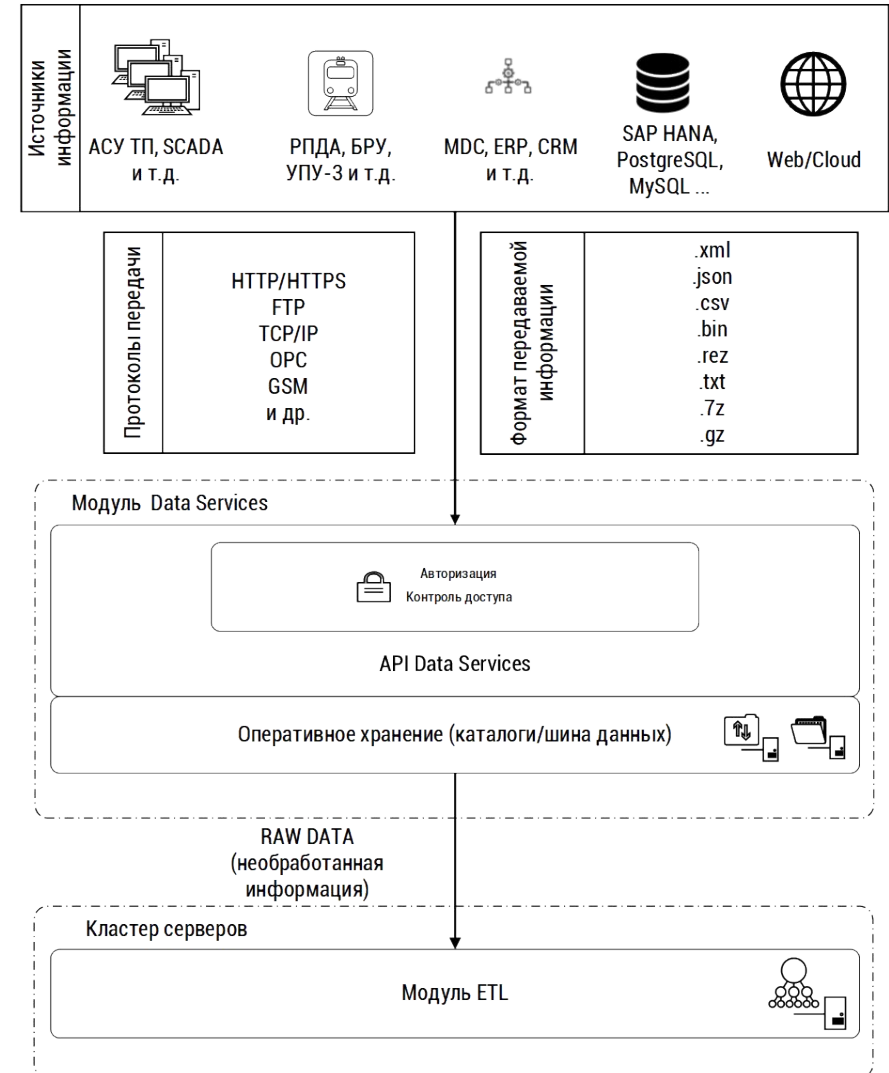 Источники
информации
АСУ ТП, SCADA
и т.д.
РПДА, БРУ,
УПУ-3 и т.д.
MDC, ERP, CRM
и т.д.
SAP HANA,
PostgreSQL,
MySQL ...
Web/Cloud
Протоколы передачи
HTTP/HTTPS
FTP
TCP/IP
OPC
GSM
и др.
Формат передаваемой
информации
.xml
.json
.csv
.bin
.rez
.txt
.7z
.gz
Модуль Data Services
Авторизация
Контроль доступа
API Data Services
Оперативное хранение (каталоги/шина данных)
RAW DATA
(необработанная
информация)
Кластер серверов
Модуль ETL